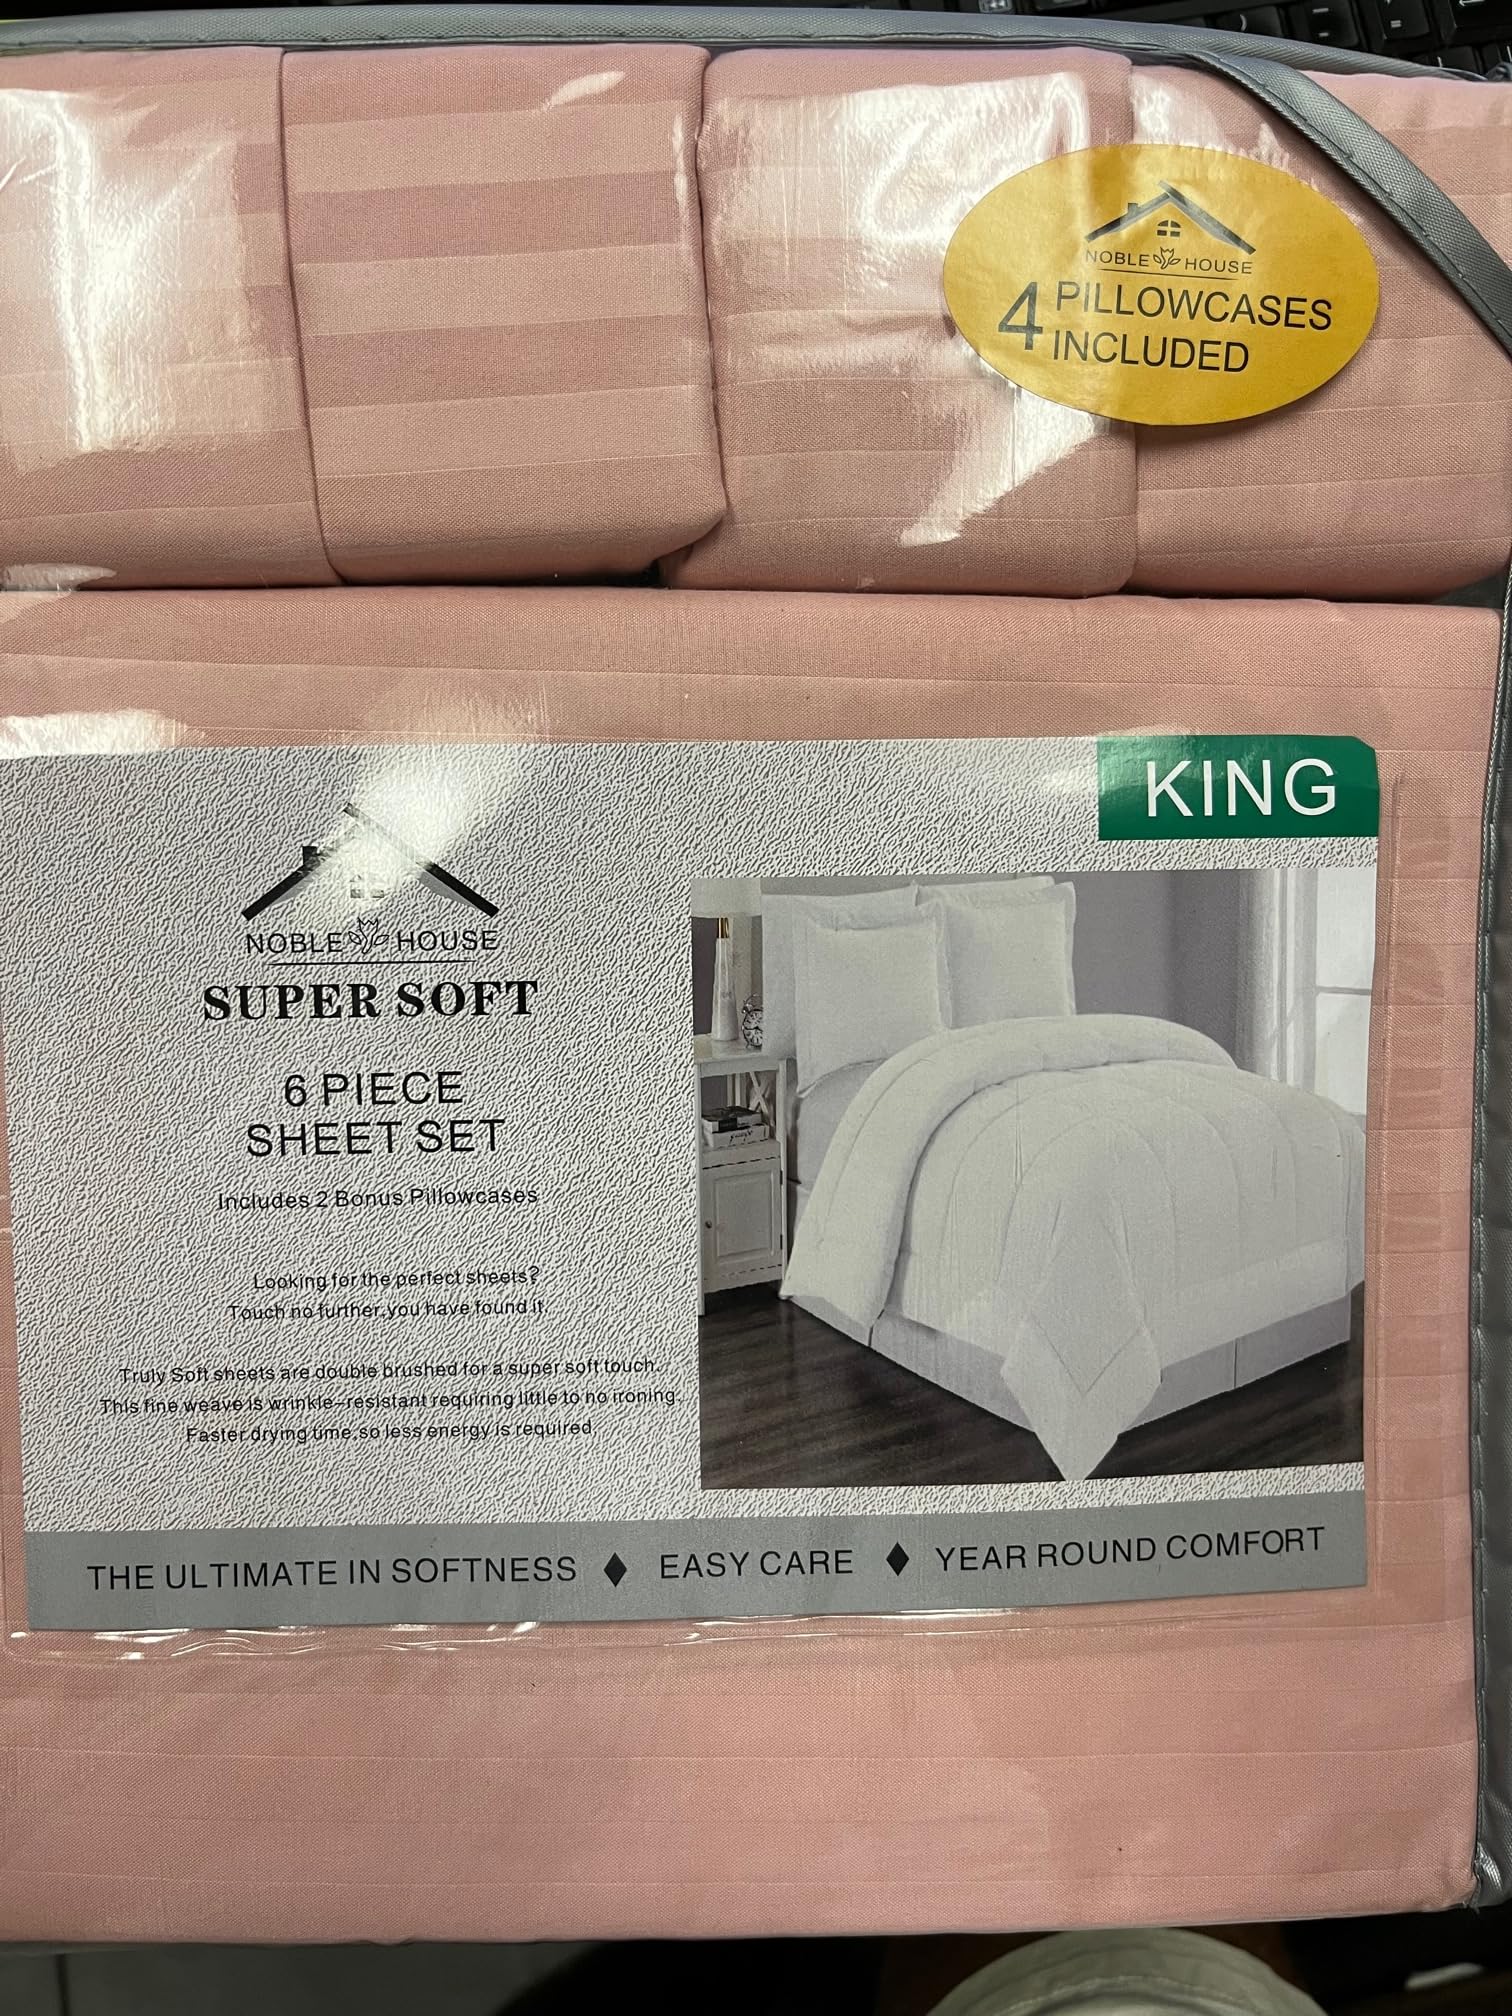 NOBLE HOUSE
4 PILLOWCASES
INCLUDED
KING
NOBLE HOUSE
SUPER SOFT
6 PIECE
SHEET SET
Includes 2 Bonus Pillowcases
Looking for the perfect sheets?
Touch no further,you have found it.
Truly Soft sheets are double brushed for a super soft touch.
This fine weave is wrinkle-resistant requiring little to no ironing.
Faster drying time,so less energy is required.
THE ULTIMATE IN SOFTNESS ♦ EASY CARE ♦ YEAR ROUND COMFORT